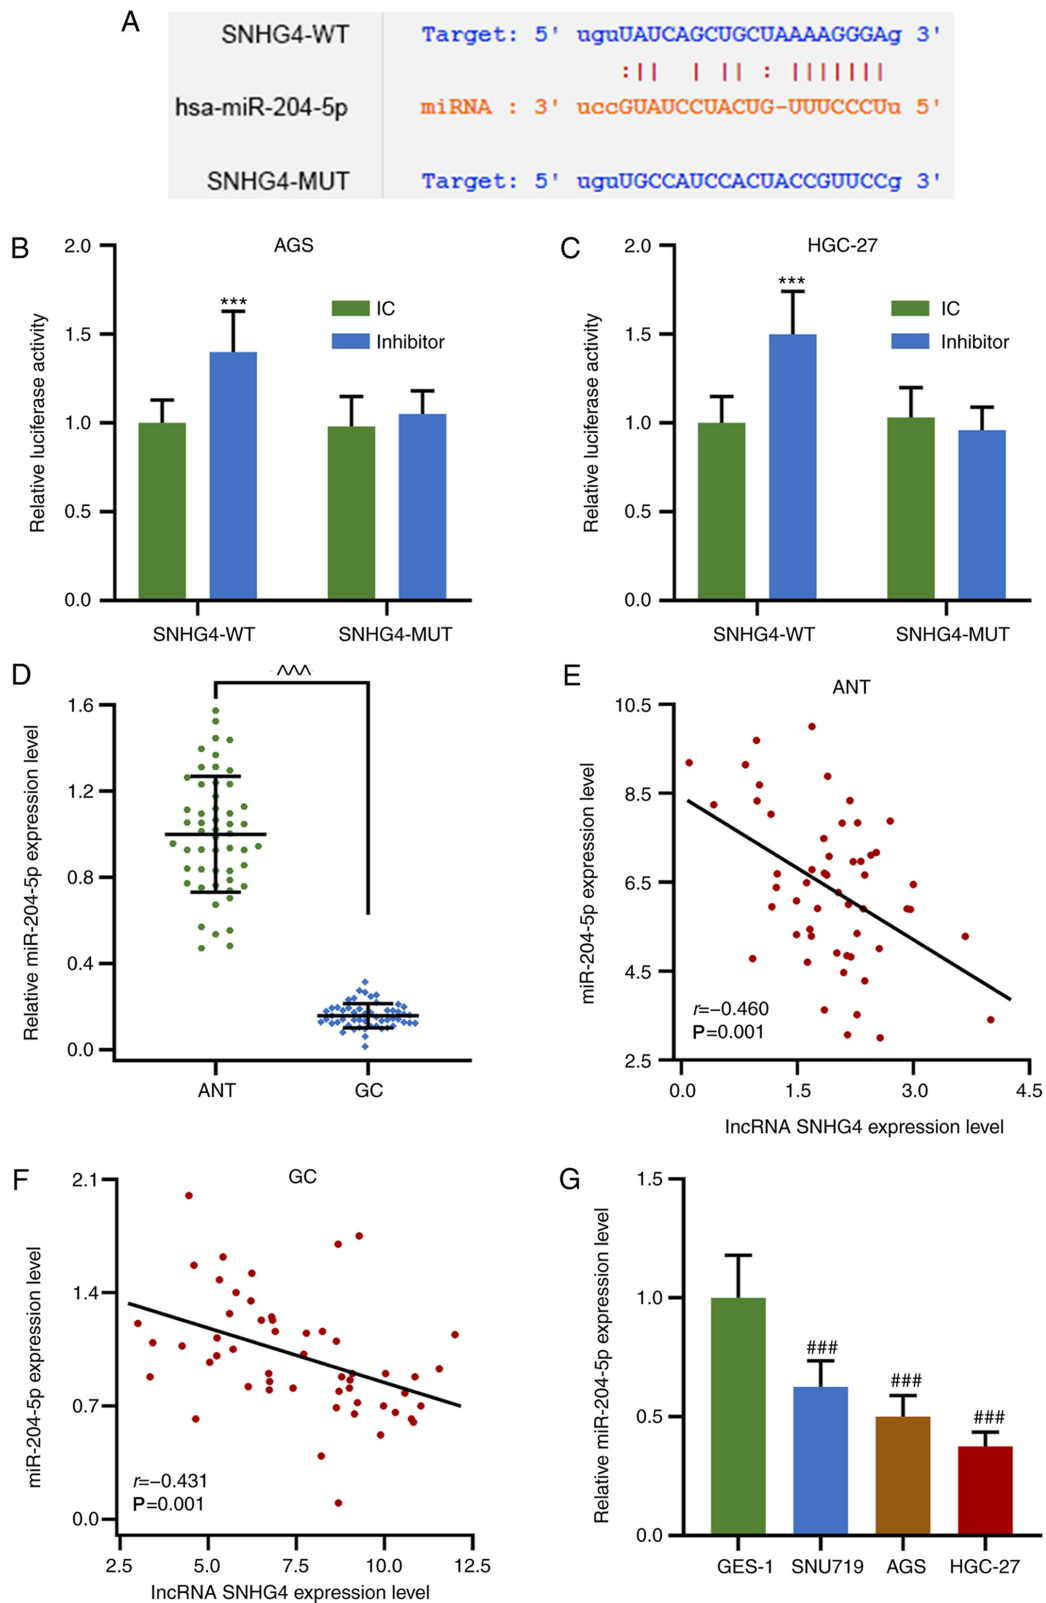 A
SNHG4-WT Target: 5' uguUAUCAGCUGCUAAAAGGGAg 3'
:|| | || : |||||||
hsa-miR-204-5p miRNA : 3' uccGUAUCCUACUG-UUUCCCUu 5'
SNHG4-MUT Target: 5' uguUGCCAUCCACUACCGUUCCg 3'
B
AGS
Relative luciferase activity
2.0
1.5
1.0
0.5
0.0
***
IC
Inhibitor
SNHG4-WT SNHG4-MUT
C
HGC-27
Relative luciferase activity
2.0
1.5
1.0
0.5
0.0
***
IC
Inhibitor
SNHG4-WT SNHG4-MUT
D
Relative miR-204-5p expression level
1.6
1.2
0.8
0.4
0.0
^^^
ANT GC
E
ANT
miR-204-5p expression level
10.5
8.5
6.5
4.5
2.5
r=−0.460
P=0.001
0.0 1.5 3.0 4.5
lncRNA SNHG4 expression level
F
GC
miR-204-5p expression level
2.1
1.4
0.7
0.0
r=−0.431
P=0.001
2.5 5.0 7.5 10.0 12.5
lncRNA SNHG4 expression level
G
Relative miR-204-5p expression level
1.5
1.0
0.5
0.0
###
###
###
GES-1 SNU719 AGS HGC-27